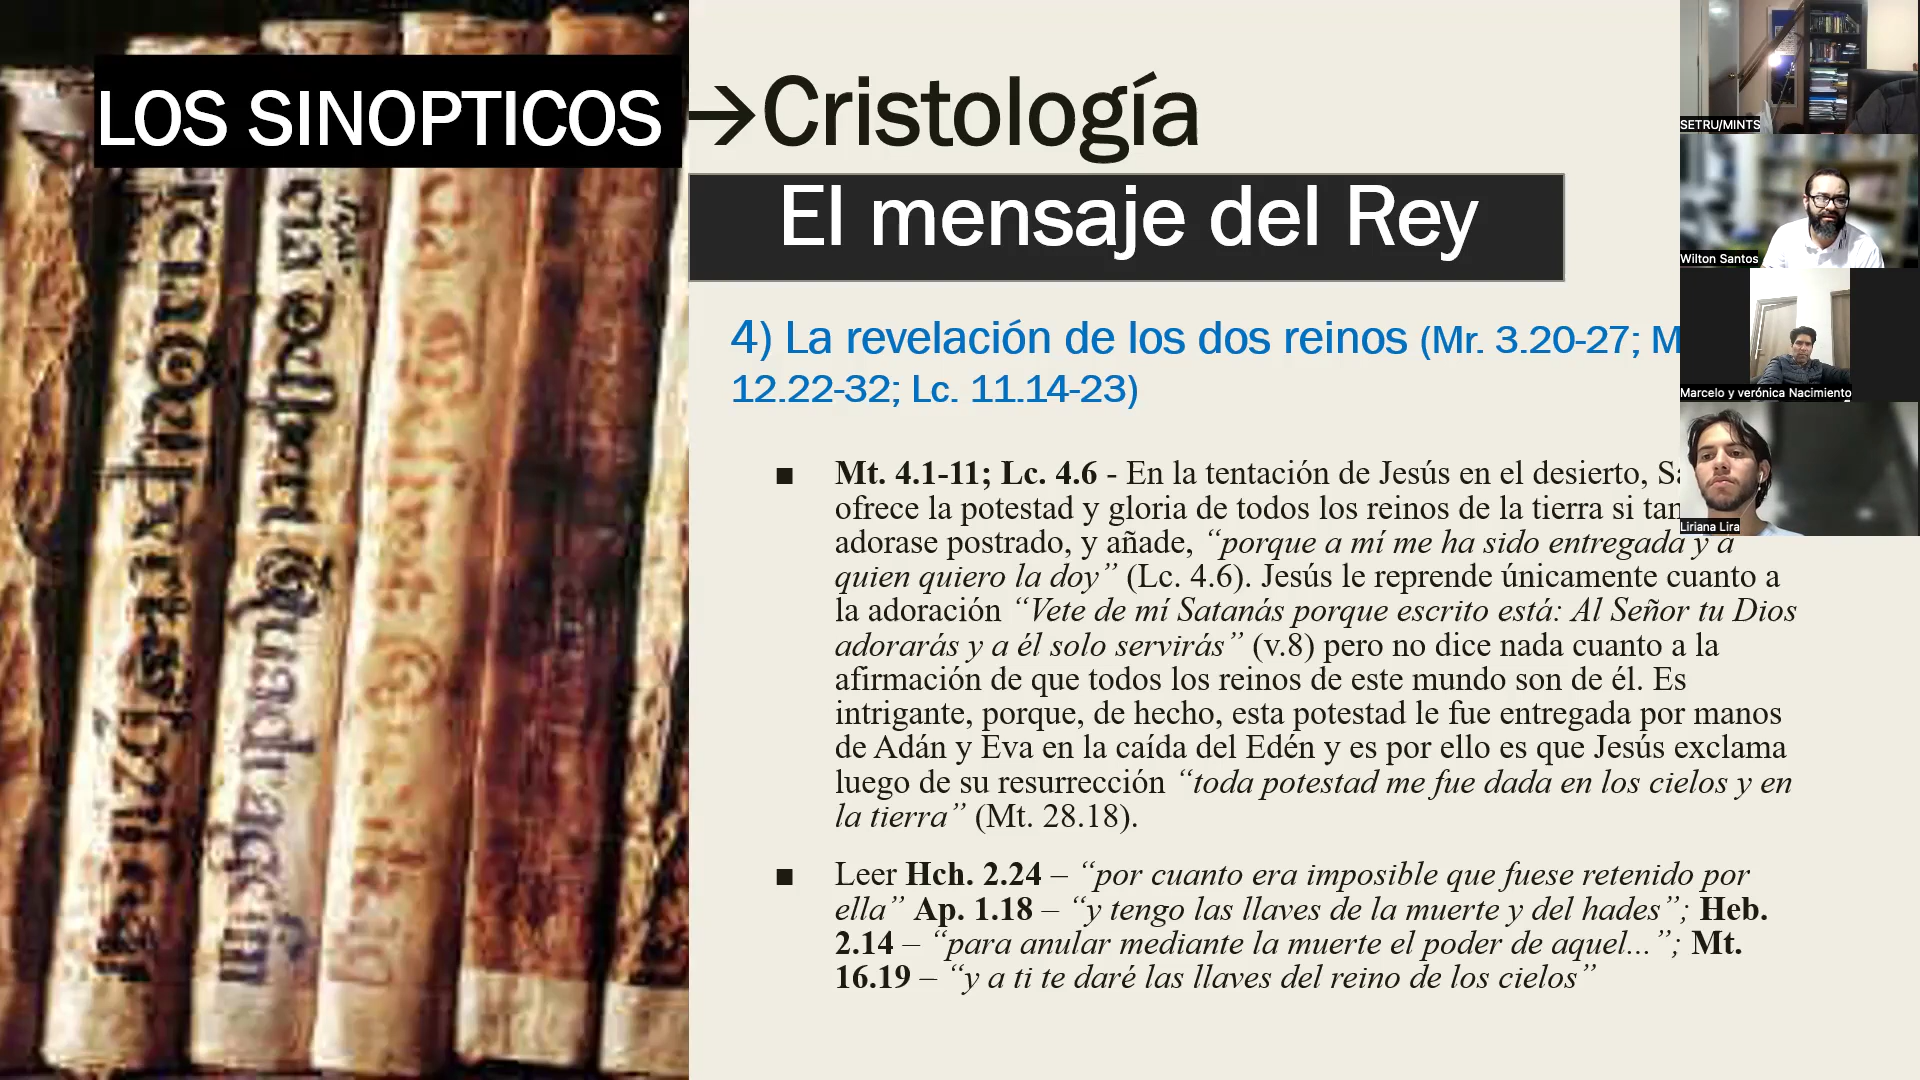 LOS SINOPTICOS
→Cristología
El mensaje del Rey
4) La revelación de los dos reinos (Mr. 3.20-27; M
12.22-32; Lc. 11.14-23)
■ Mt. 4.1-11; Lc. 4.6 - En la tentación de Jesús en el desierto, Sa
ofrece la potestad y gloria de todos los reinos de la tierra si tan
adorase postrado, y añade, “porque a mí me ha sido entregada y a
quien quiero la doy” (Lc. 4.6). Jesús le reprende únicamente cuanto a
la adoración “Vete de mí Satanás porque escrito está: Al Señor tu Dios
adorarás y a él solo servirás” (v.8) pero no dice nada cuanto a la
afirmación de que todos los reinos de este mundo son de él. Es
intrigante, porque, de hecho, esta potestad le fue entregada por manos
de Adán y Eva en la caída del Edén y es por ello es que Jesús exclama
luego de su resurrección “toda potestad me fue dada en los cielos y en
la tierra” (Mt. 28.18).
■ Leer Hch. 2.24 – “por cuanto era imposible que fuese retenido por
ella” Ap. 1.18 – “y tengo las llaves de la muerte y del hades”; Heb.
2.14 – “para anular mediante la muerte el poder de aquel...”; Mt.
16.19 – “y a ti te daré las llaves del reino de los cielos”
SETRU/MINTS
Wilton Santos
Marcelo y verónica Nacimiento
Liriana Lira